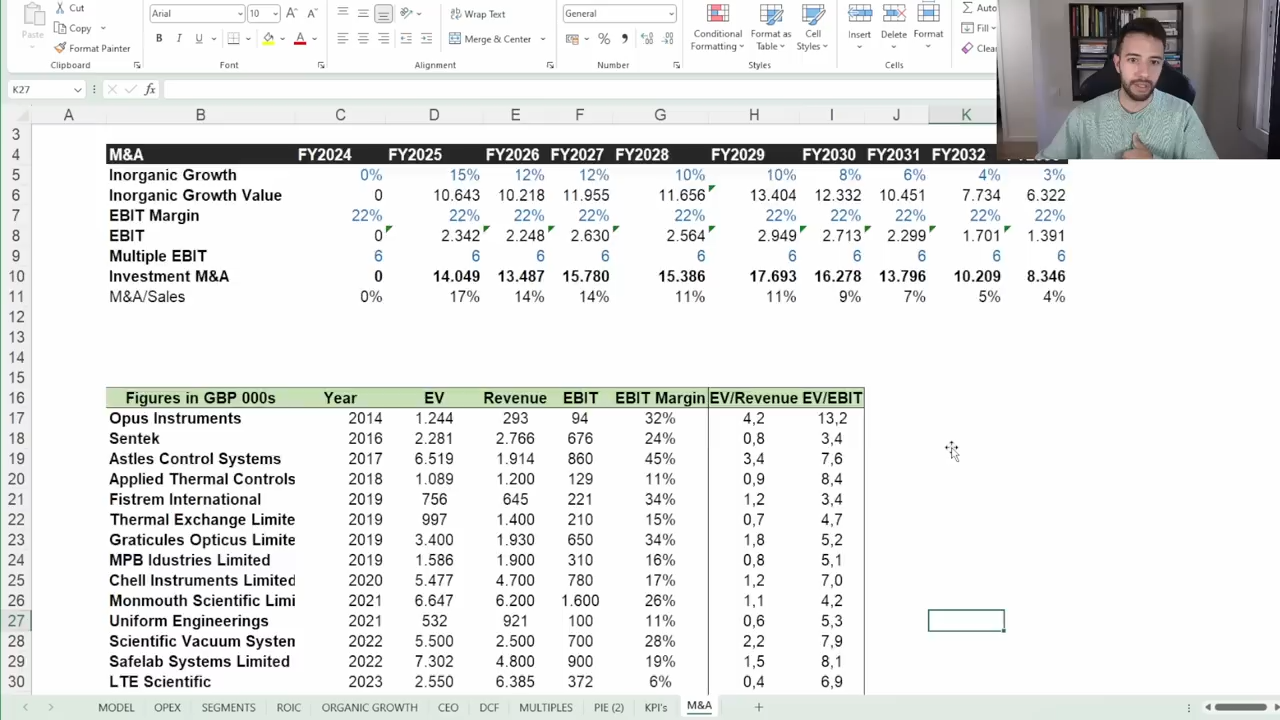 Cut
Arial 10 A A
Wrap Text
General
Auto
Paste
Copy
Conditional Formatting
Format as Table
Cell Styles
Insert
Delete
Format
Fill
Format Painter
B I U
Merge & Center
Clear
Clipboard
Font
Alignment
Number
Styles
Cells
K27
fx
A B C D E F G H I J K
3
4 M&A FY2024 FY2025 FY2026 FY2027 FY2028 FY2029 FY2030 FY2031 FY2032
5 Inorganic Growth 0% 15% 12% 12% 10% 10% 8% 6% 4% 3%
6 Inorganic Growth Value 0 10.643 10.218 11.955 11.656 13.404 12.332 10.451 7.734 6.322
7 EBIT Margin 22% 22% 22% 22% 22% 22% 22% 22% 22% 22%
8 EBIT 0 2.342 2.248 2.630 2.564 2.949 2.713 2.299 1.701 1.391
9 Multiple EBIT 6 6 6 6 6 6 6 6 6 6
10 Investment M&A 0 14.049 13.487 15.780 15.386 17.693 16.278 13.796 10.209 8.346
11 M&A/Sales 0% 17% 14% 14% 11% 11% 9% 7% 5% 4%
12
13
14
15
16 Figures in GBP 000s Year EV Revenue EBIT EBIT Margin EV/Revenue EV/EBIT
17 Opus Instruments 2014 1.244 293 94 32% 4,2 13,2
18 Sentek 2016 2.281 2.766 676 24% 0,8 3,4
19 Astles Control Systems 2017 6.519 1.914 860 45% 3,4 7,6
20 Applied Thermal Controls 2018 1.089 1.200 129 11% 0,9 8,4
21 Fistrem International 2019 756 645 221 34% 1,2 3,4
22 Thermal Exchange Limite 2019 997 1.400 210 15% 0,7 4,7
23 Graticules Opticus Limite 2019 3.400 1.930 650 34% 1,8 5,2
24 MPB Idustries Limited 2019 1.586 1.900 310 16% 0,8 5,1
25 Chell Instruments Limited 2020 5.477 4.700 780 17% 1,2 7,0
26 Monmouth Scientific Limi 2021 6.647 6.200 1.600 26% 1,1 4,2
27 Uniform Engineerings 2021 532 921 100 11% 0,6 5,3
28 Scientific Vacuum System 2022 5.500 2.500 700 28% 2,2 7,9
29 Safelab Systems Limited 2022 7.302 4.800 900 19% 1,5 8,1
30 LTE Scientific 2023 2.550 6.385 372 6% 0,4 6,9
MODEL OPEX SEGMENTS ROIC ORGANIC GROWTH CEO DCF MULTIPLES PIE (2) KPI's M&A +